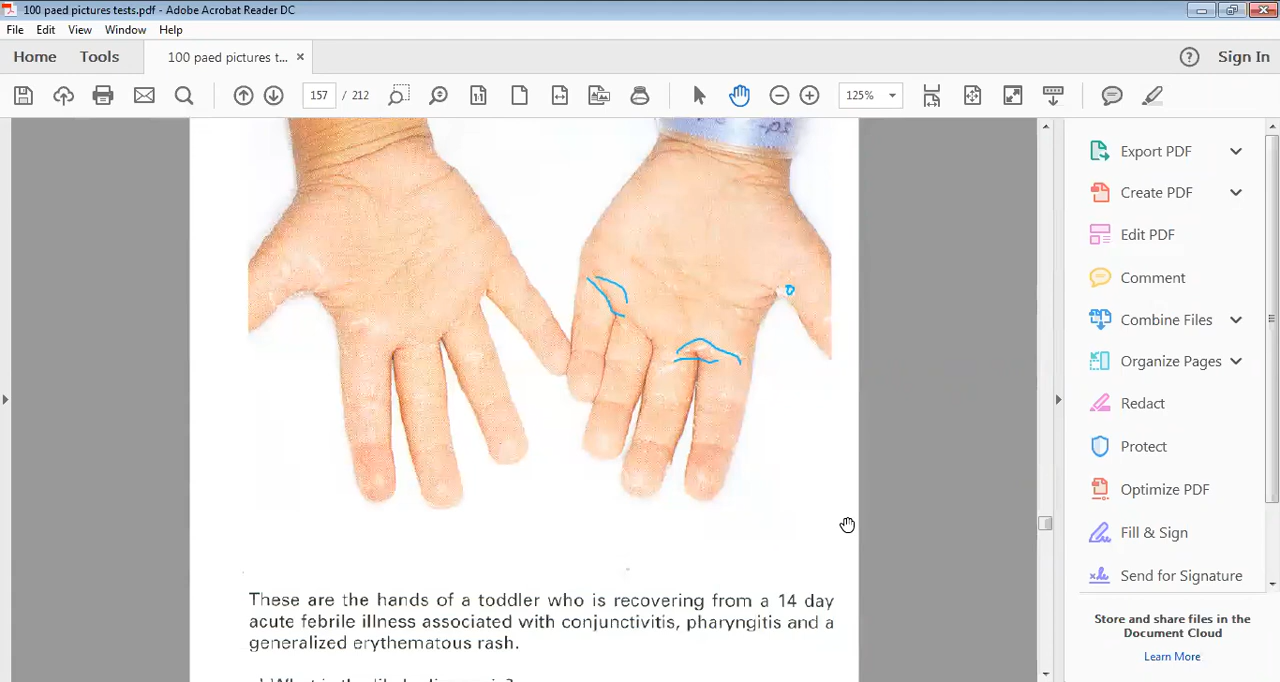 100 paed pictures tests.pdf - Adobe Acrobat Reader DC
File Edit View Window Help
Home Tools 100 paed pictures t... × ? Sign In
157 / 212 125%
-ps
Export PDF
Create PDF
Edit PDF
Comment
Combine Files
Organize Pages
Redact
Protect
Optimize PDF
Fill & Sign
Send for Signature
Store and share files in the
Document Cloud
Learn More
These are the hands of a toddler who is recovering from a 14 day
acute febrile illness associated with conjunctivitis, pharyngitis and a
generalized erythematous rash.